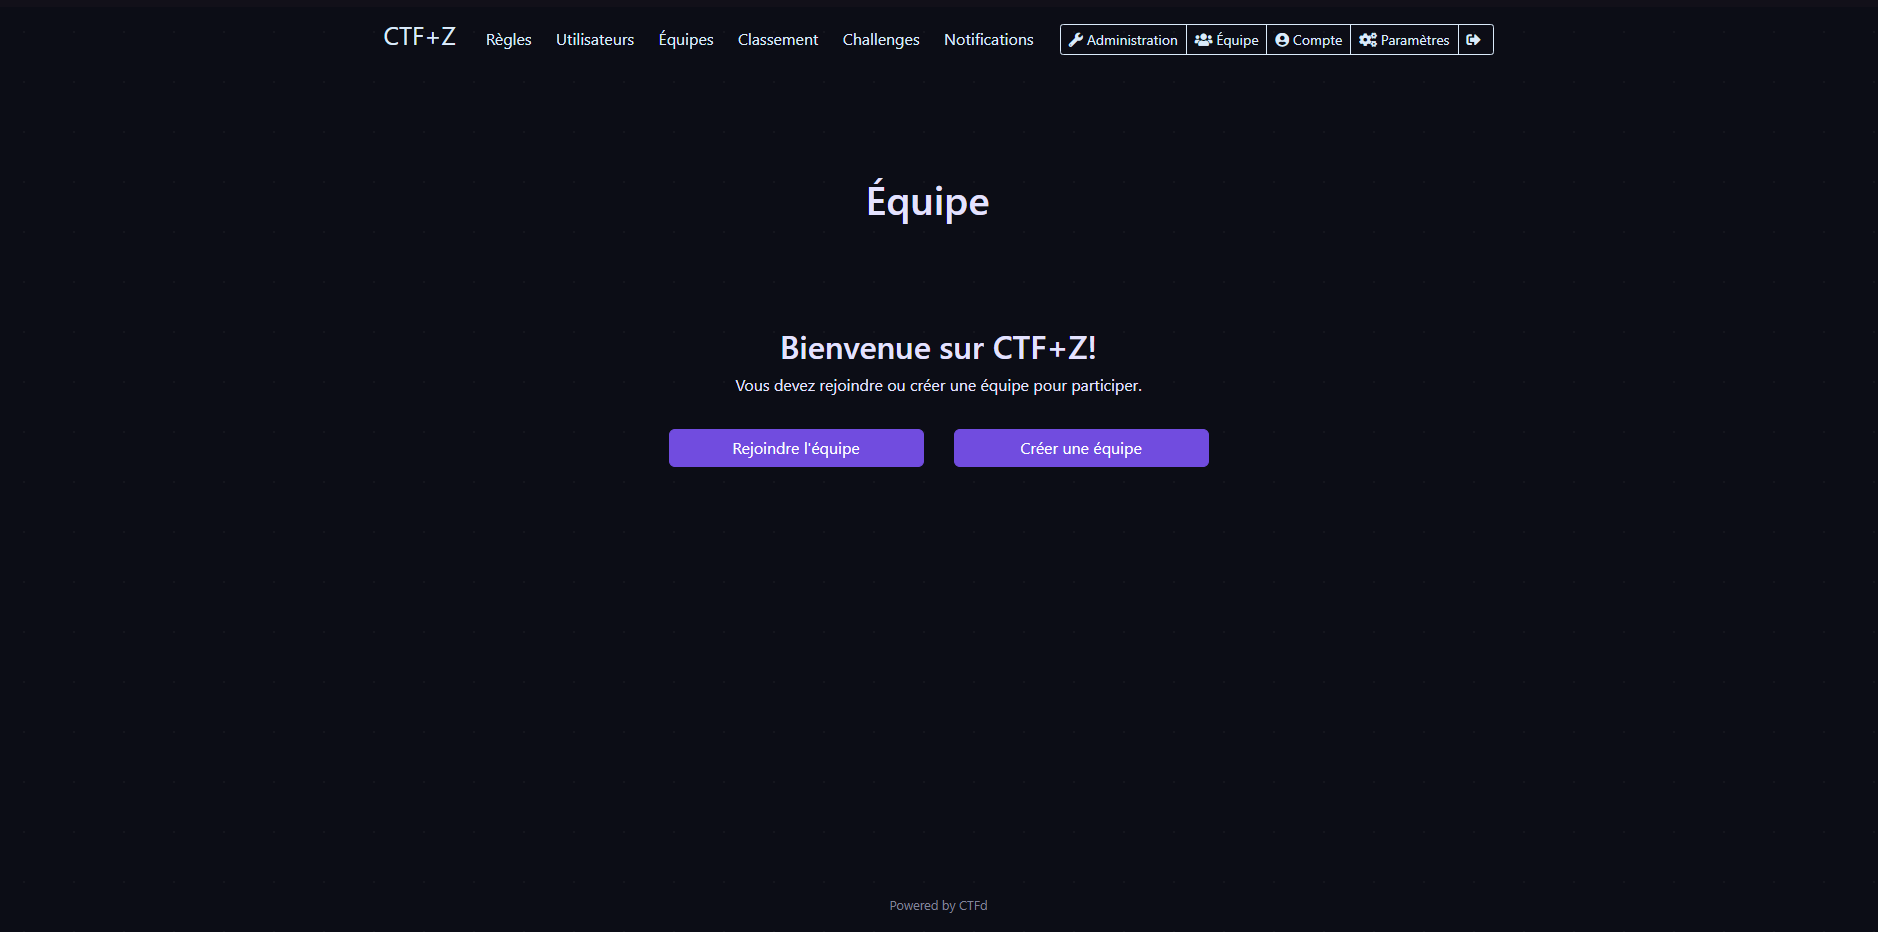 CTF+Z Règles Utilisateurs Équipes Classement Challenges Notifications Administration Équipe Compte Paramètres
Équipe
Bienvenue sur CTF+Z!
Vous devez rejoindre ou créer une équipe pour participer.
Rejoindre l'équipe Créer une équipe
Powered by CTFd